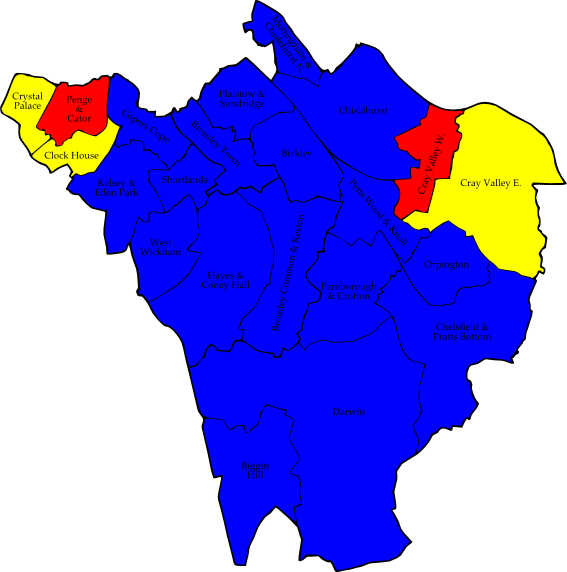 Mottingham &
Chislehurst N.
Crystal
Palace
Penge
&
Cator
Plaistow &
Sundridge
Chislehurst
Copers Cope
Bromley Town
Clock House
Bickley
Cray Valley W.
Cray Valley E.
Kelsey &
Eden Park
Shortlands
Petts Wood & Knoll
West
Wickham
Orpington
Hayes &
Coney Hall
Bromley Common & Keston
Farnborough
& Crofton
Chelsfield &
Pratts Bottom
Darwin
Biggin
Hill